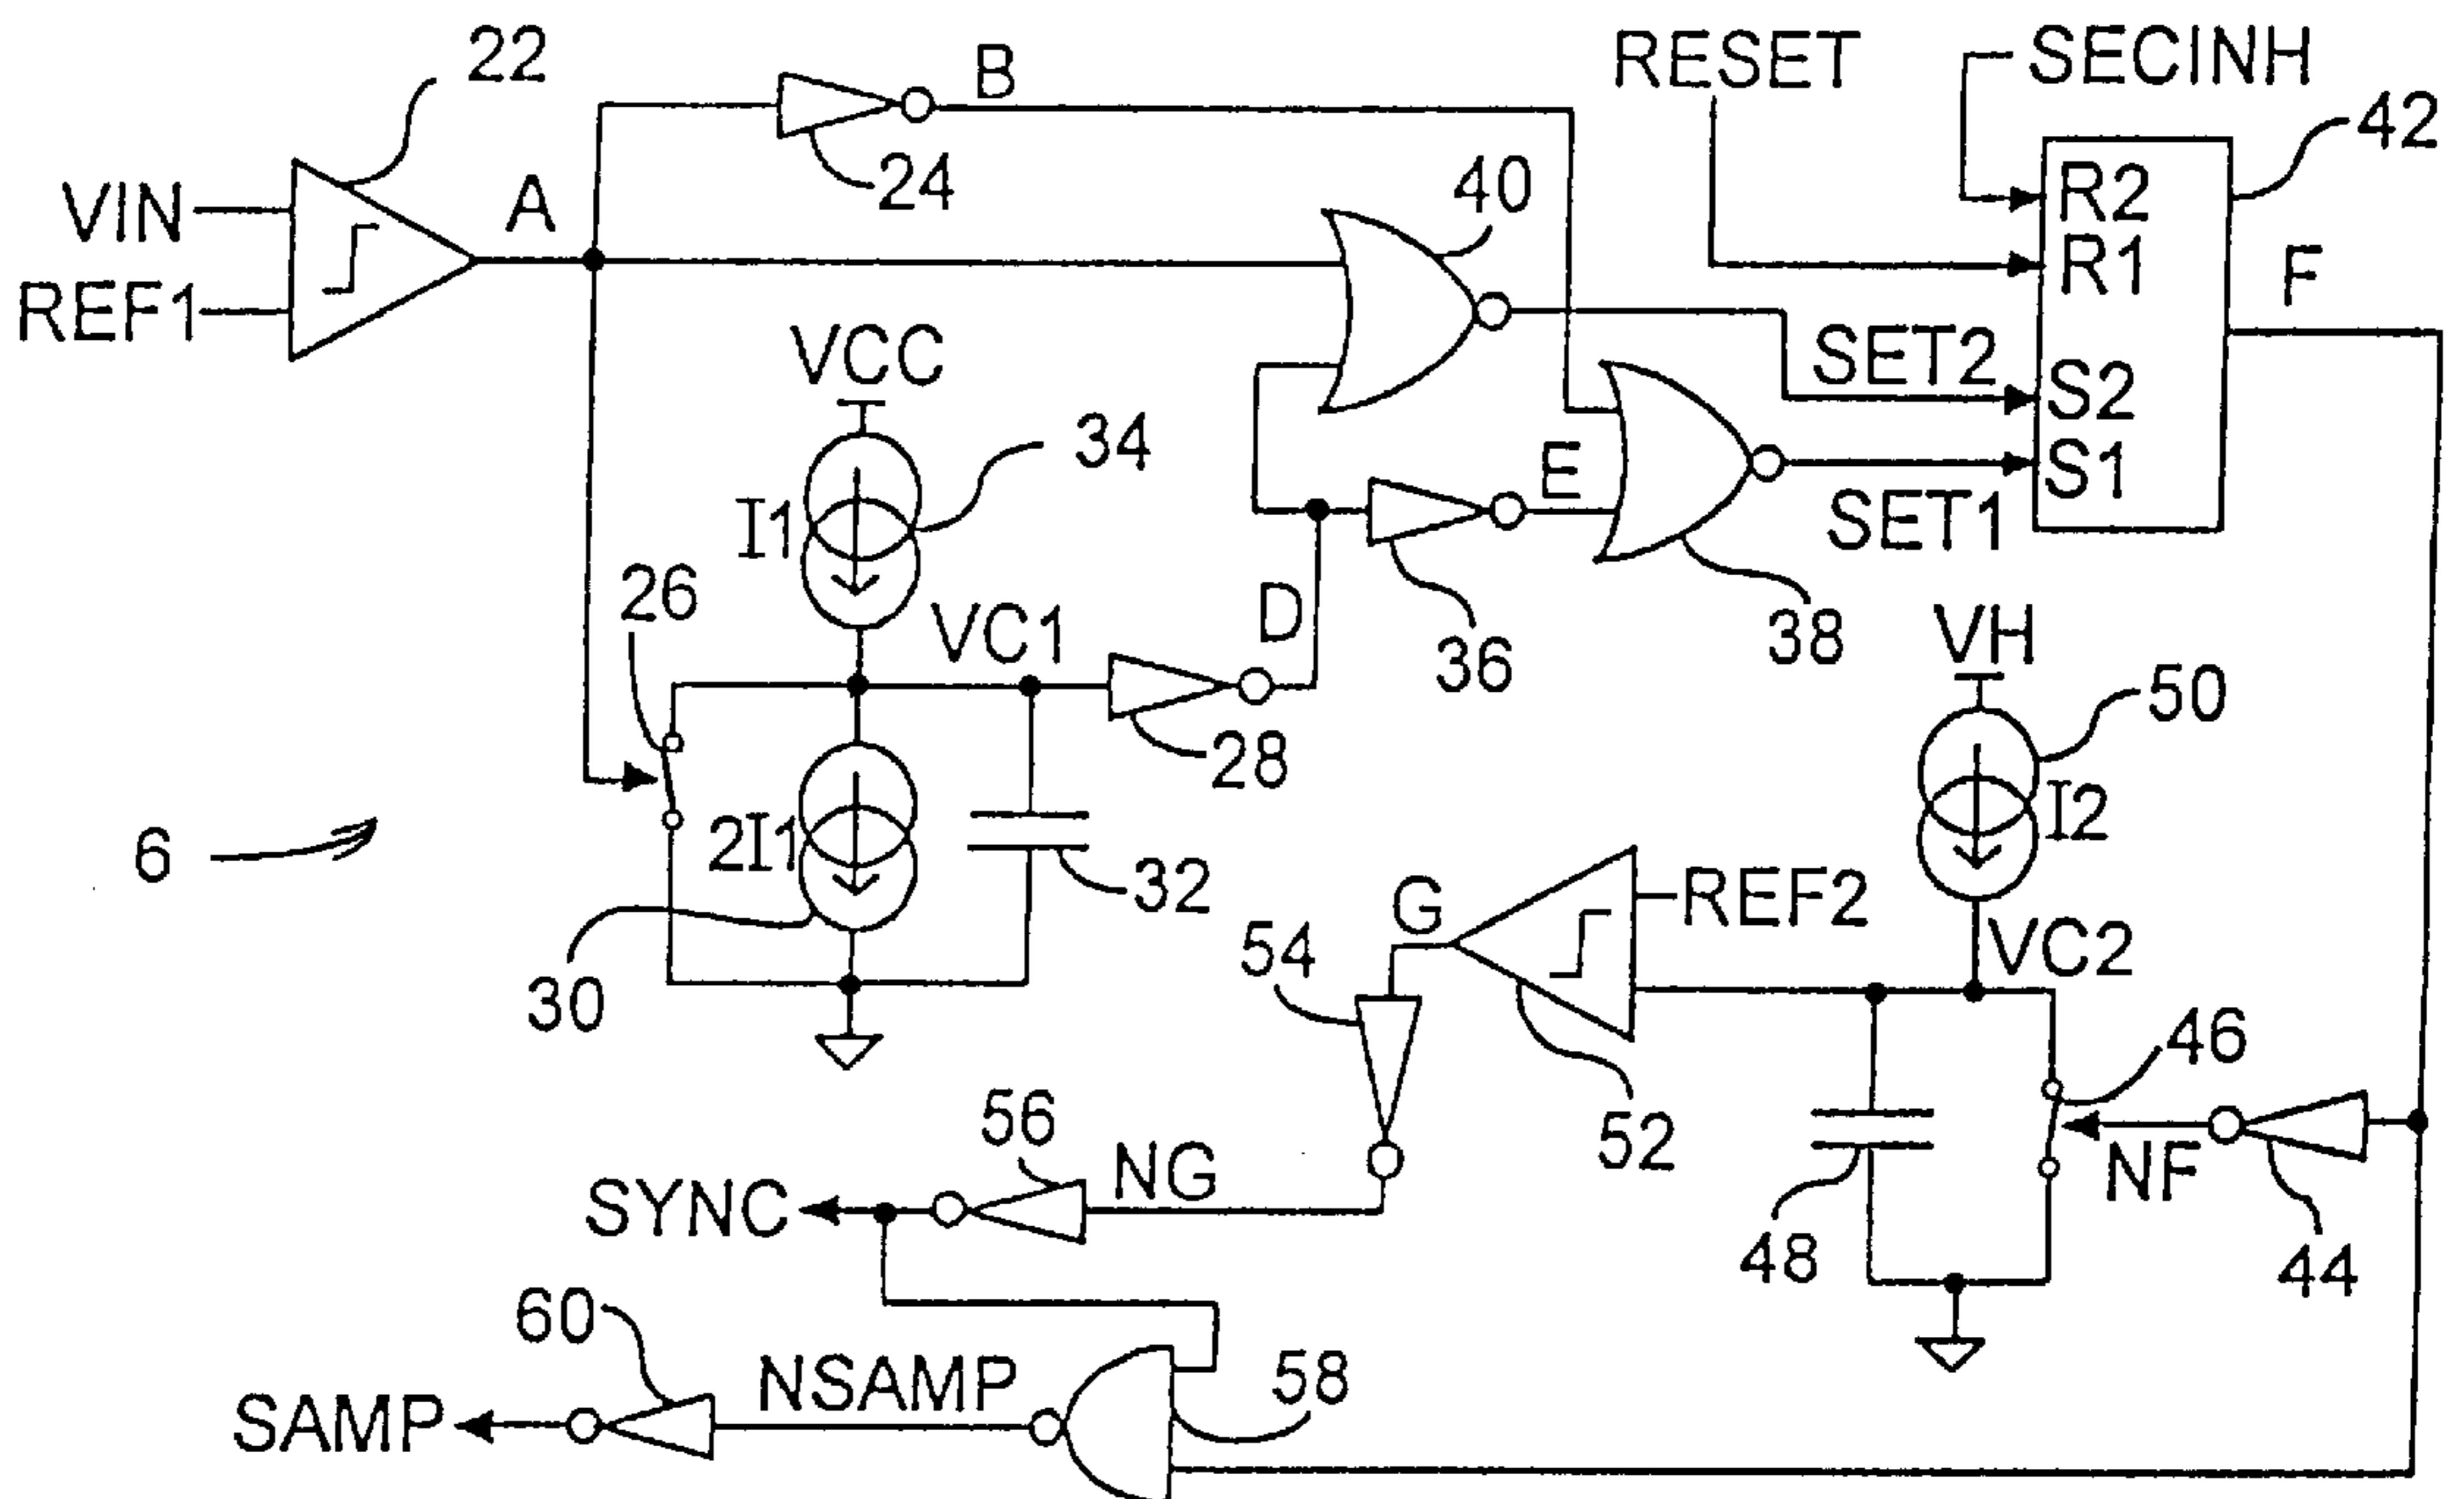 22
B
RESET
SECINH
42
VIN
A
24
40
R2
R1
F
REF1
VCC
SET2
S2
34
E
S1
I1
SET1
26
VC1
D
36
38
VH
50
28
6
2I1
32
I2
REF2
G
54
VC2
30
46
56
NG
52
NF
SYNC
48
44
60
NSAMP
58
SAMP